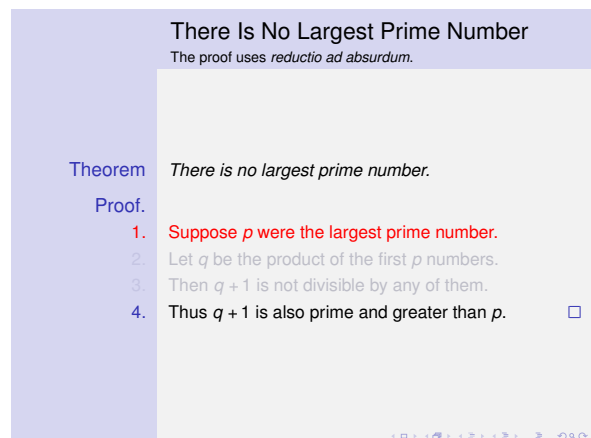 There Is No Largest Prime Number
The proof uses reductio ad absurdum.
Theorem There is no largest prime number.
Proof.
1. Suppose p were the largest prime number.
2. Let q be the product of the first p numbers.
3. Then q + 1 is not divisible by any of them.
4. Thus q + 1 is also prime and greater than p. □